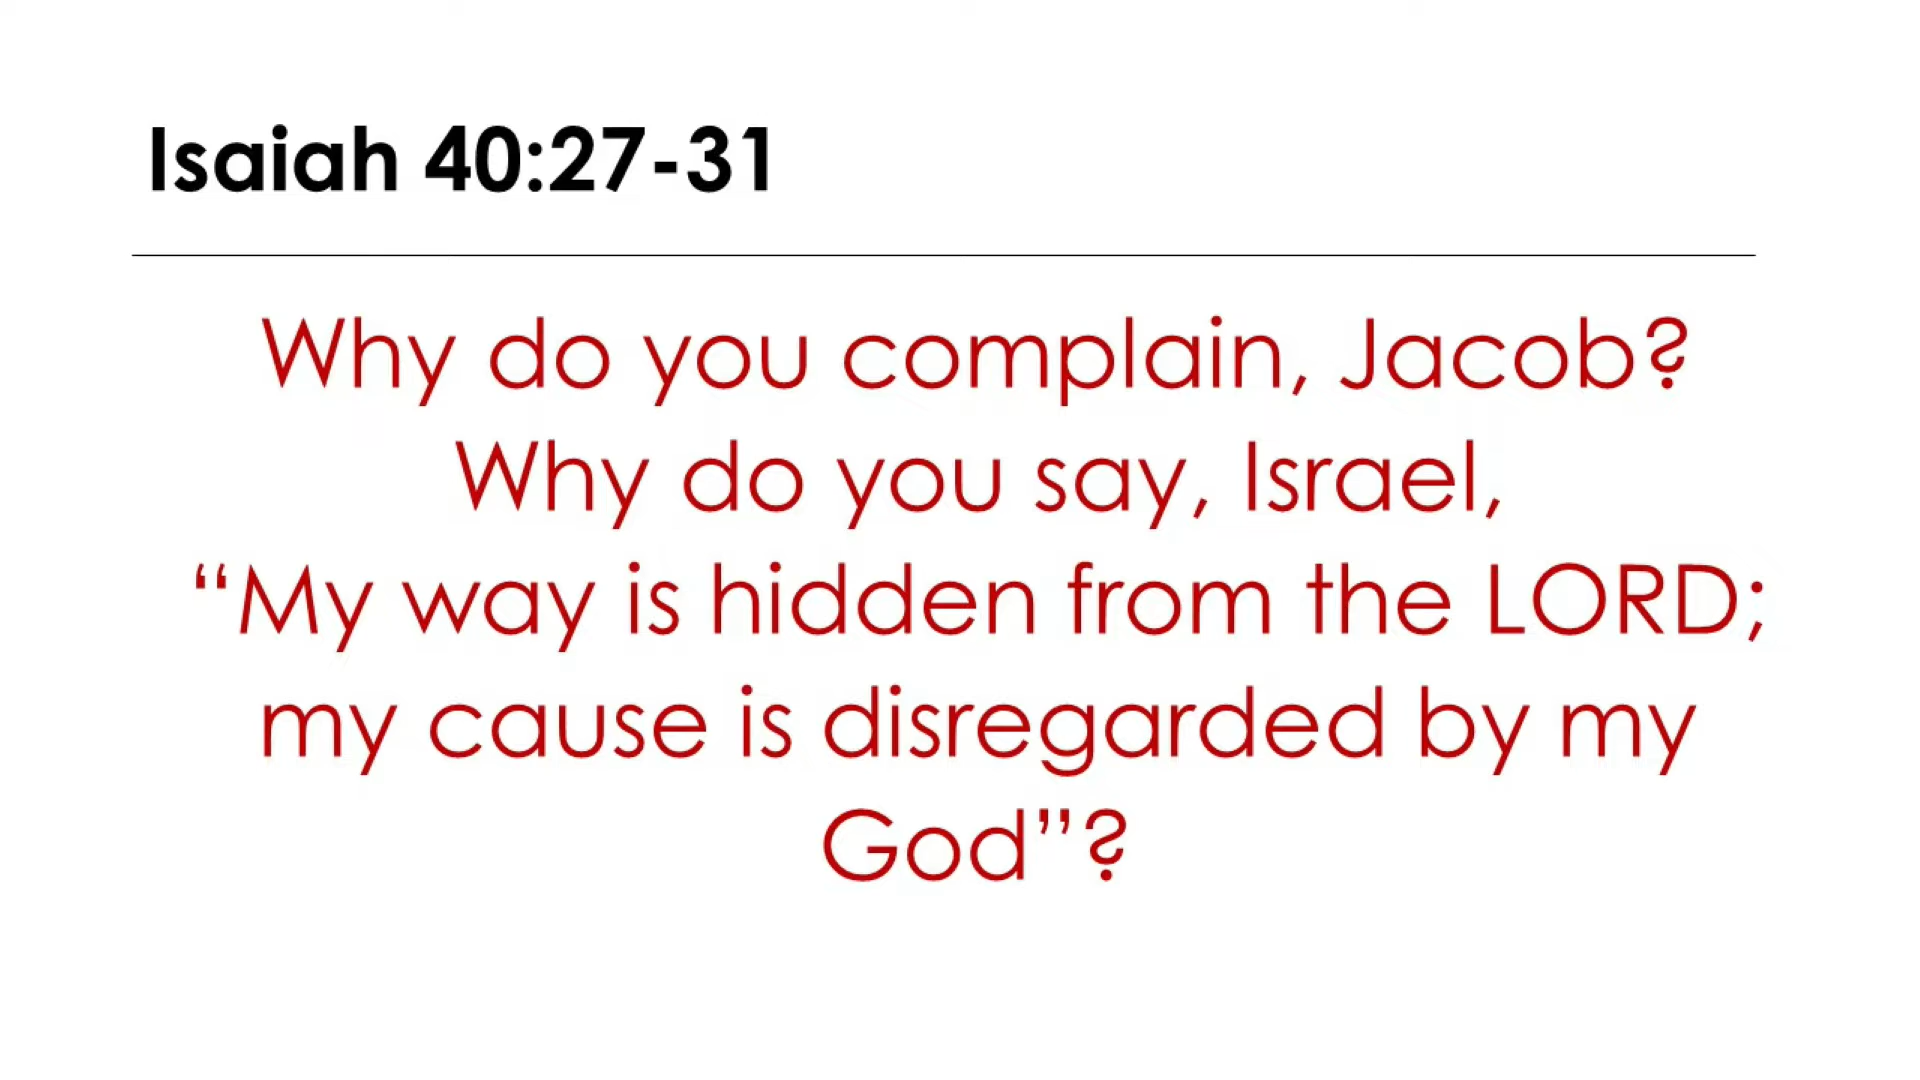 Isaiah 40:27-31
Why do you complain, Jacob?
Why do you say, Israel,
“My way is hidden from the LORD;
my cause is disregarded by my
God”?